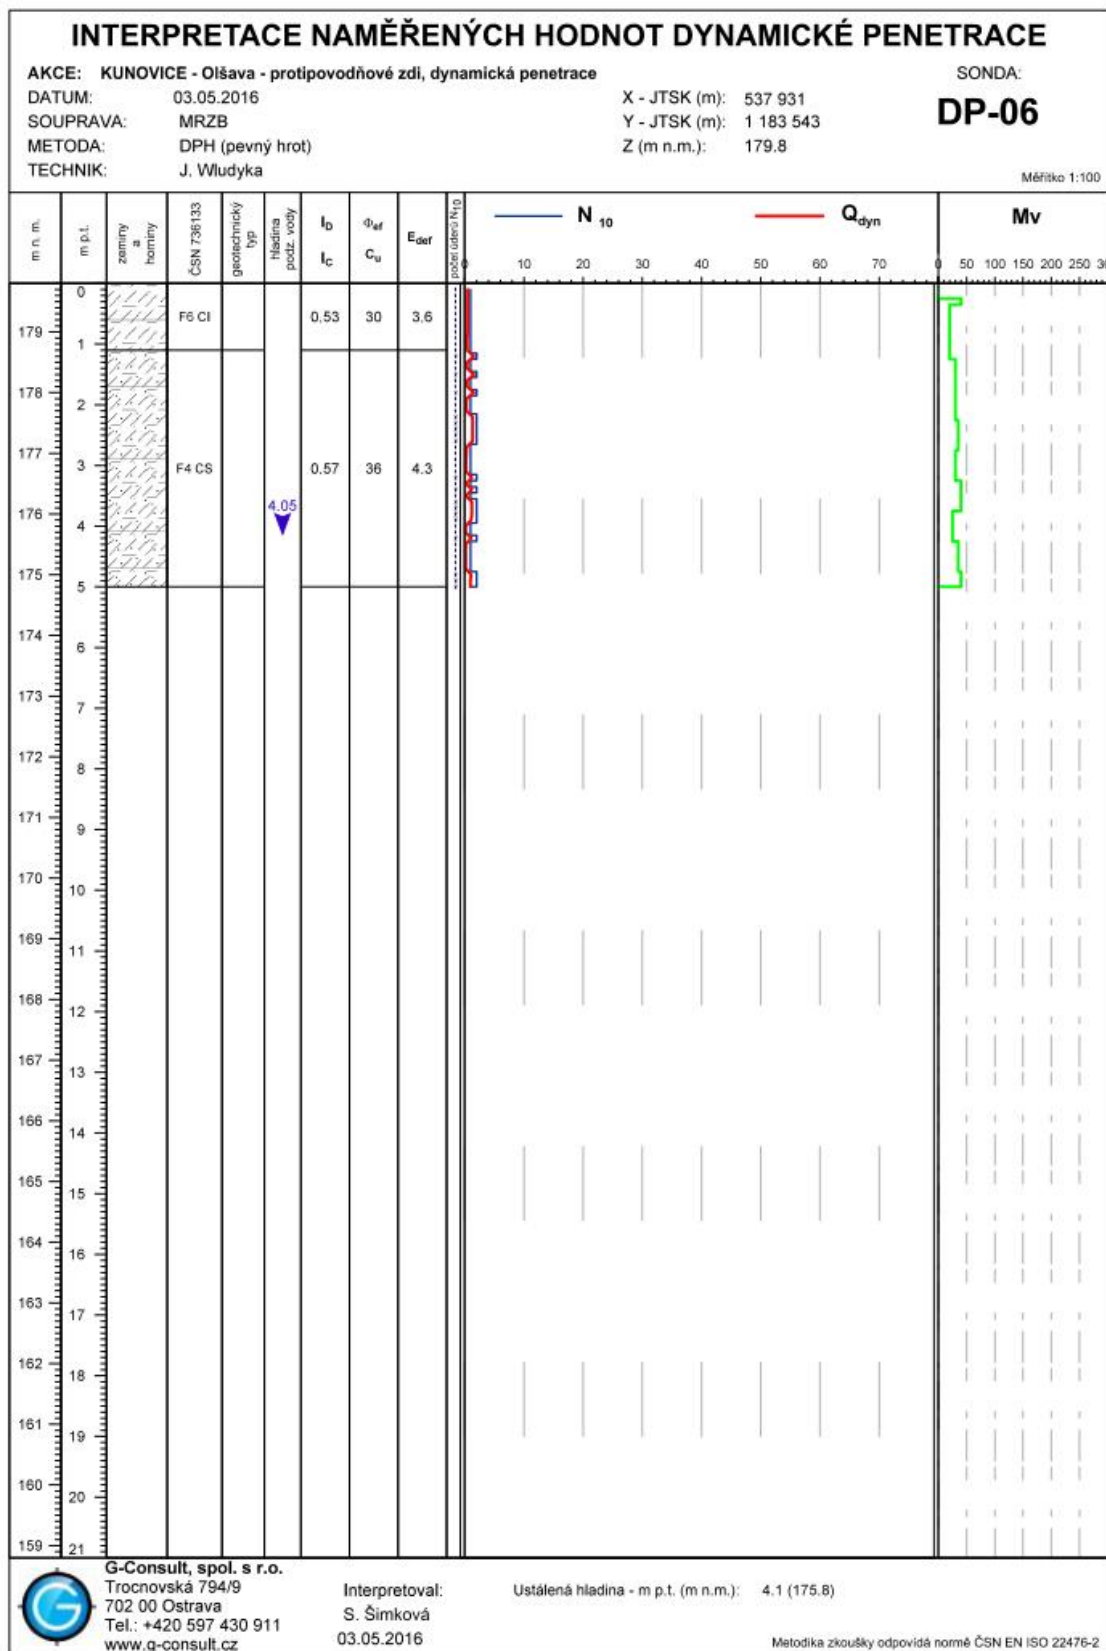 INTERPRETACE NAMĚŘENÝCH HODNOT DYNAMICKÉ PENETRACE
AKCE: KUNOVICE - Olšava - protipovodňové zdi, dynamická penetrace
SONDA:
DATUM: 03.05.2016
X - JTSK (m): 537 931
DP-06
SOUPRAVA: MRZB
Y - JTSK (m): 1 183 543
METODA: DPH (pevný hrot)
Z (m n.m.): 179.8
TECHNIK: J. Wludyka
Měřítko 1:100
m n. m.
m p.t.
zeminy a horniny
ČSN 736133
geotechnický typ
hladina podz. vody
ID
IC
Φef
Cu
Edef
počet úderů N10
N 10
Qdyn
Mv
0 10 20 30 40 50 60 70
0 50 100 150 200 250
0
F6 CI 0,53 30 3.6
179
1
178
2
177
3
F4 CS 0.57 36 4.3
4.05
176
4
175
5
174
6
173
7
172
8
171
9
170
10
169
11
168
12
167
13
166
14
165
15
164
16
163
17
162
18
161
19
160
20
159
21
G-Consult, spol. s r.o.
Trocnovská 794/9
702 00 Ostrava
Tel.: +420 597 430 911
www.g-consult.cz
Interpretoval:
S. Šimková
03.05.2016
Ustálená hladina - m p.t. (m n.m.): 4.1 (175.8)
Metodika zkoušky odpovídá normě ČSN EN ISO 22476-2